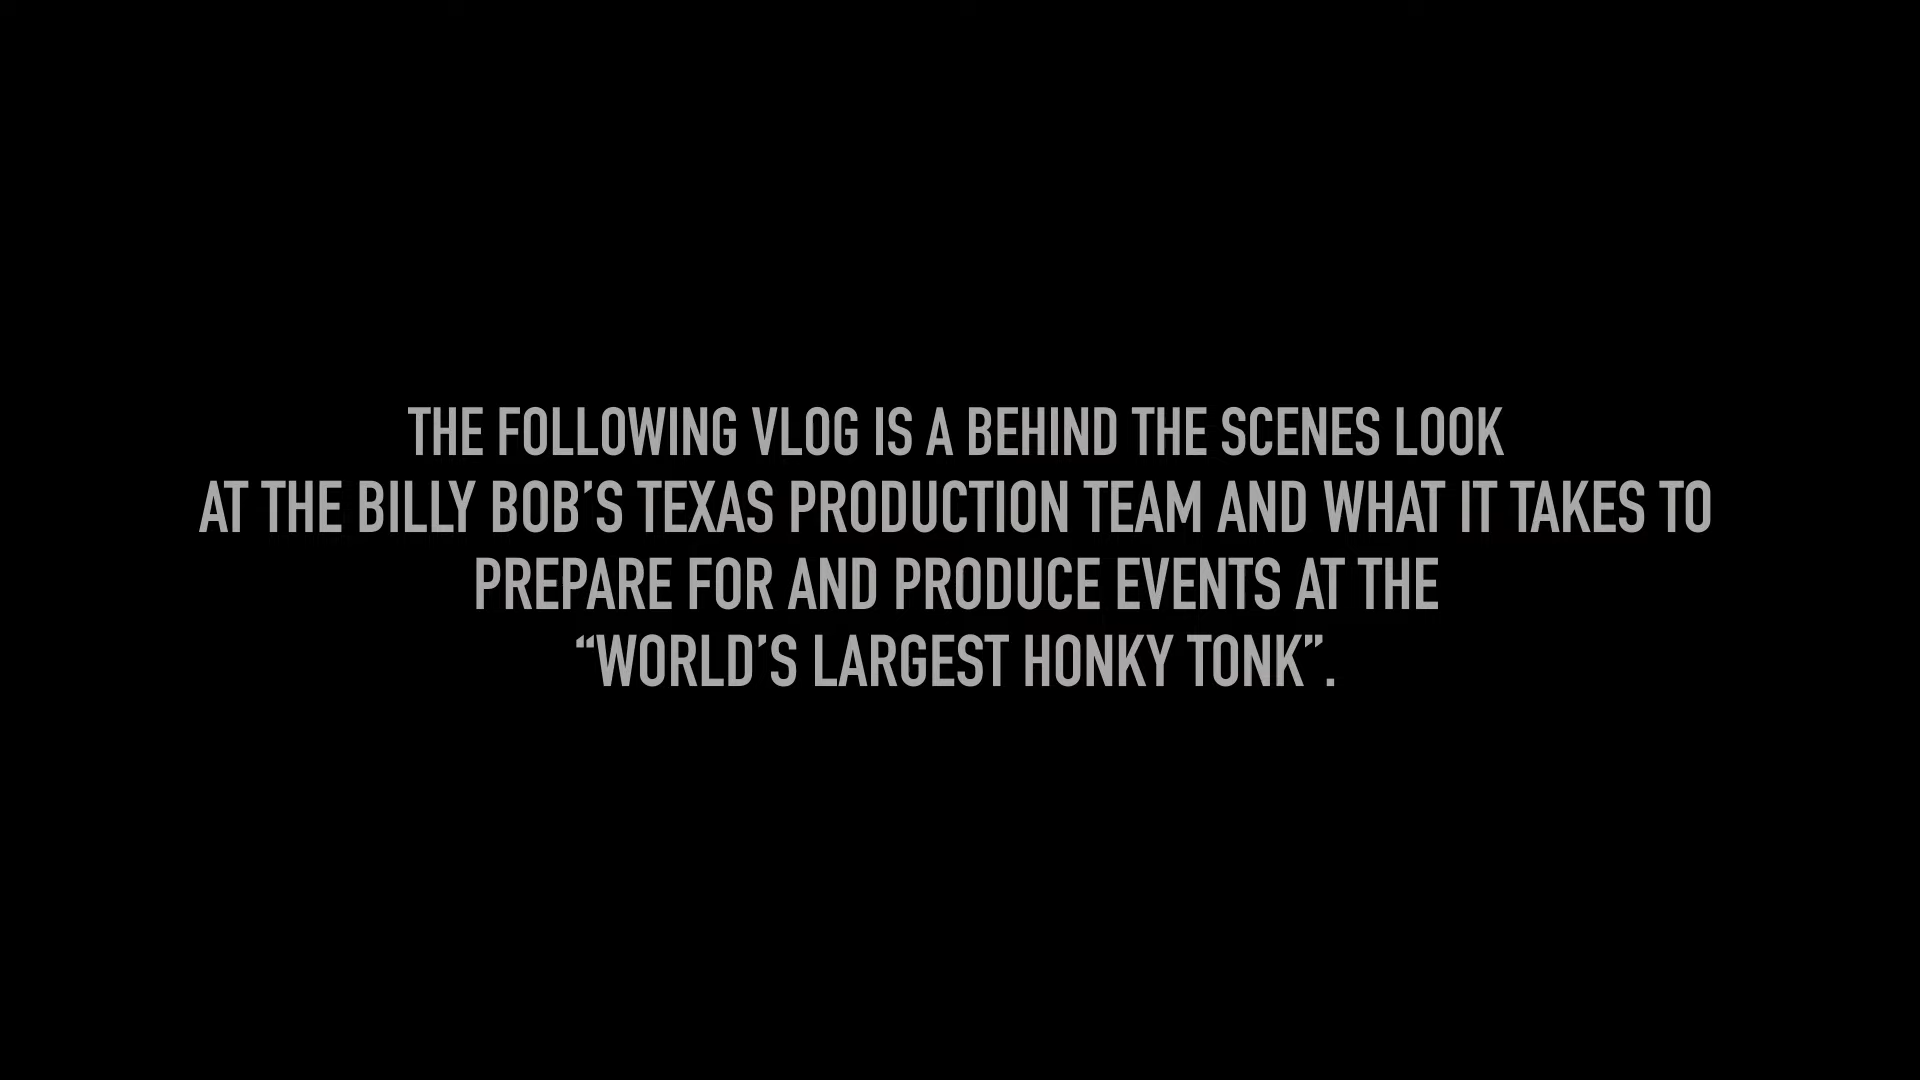 THE FOLLOWING VLOG IS A BEHIND THE SCENES LOOK
AT THE BILLY BOB’S TEXAS PRODUCTION TEAM AND WHAT IT TAKES TO
PREPARE FOR AND PRODUCE EVENTS AT THE
“WORLD’S LARGEST HONKY TONK”.